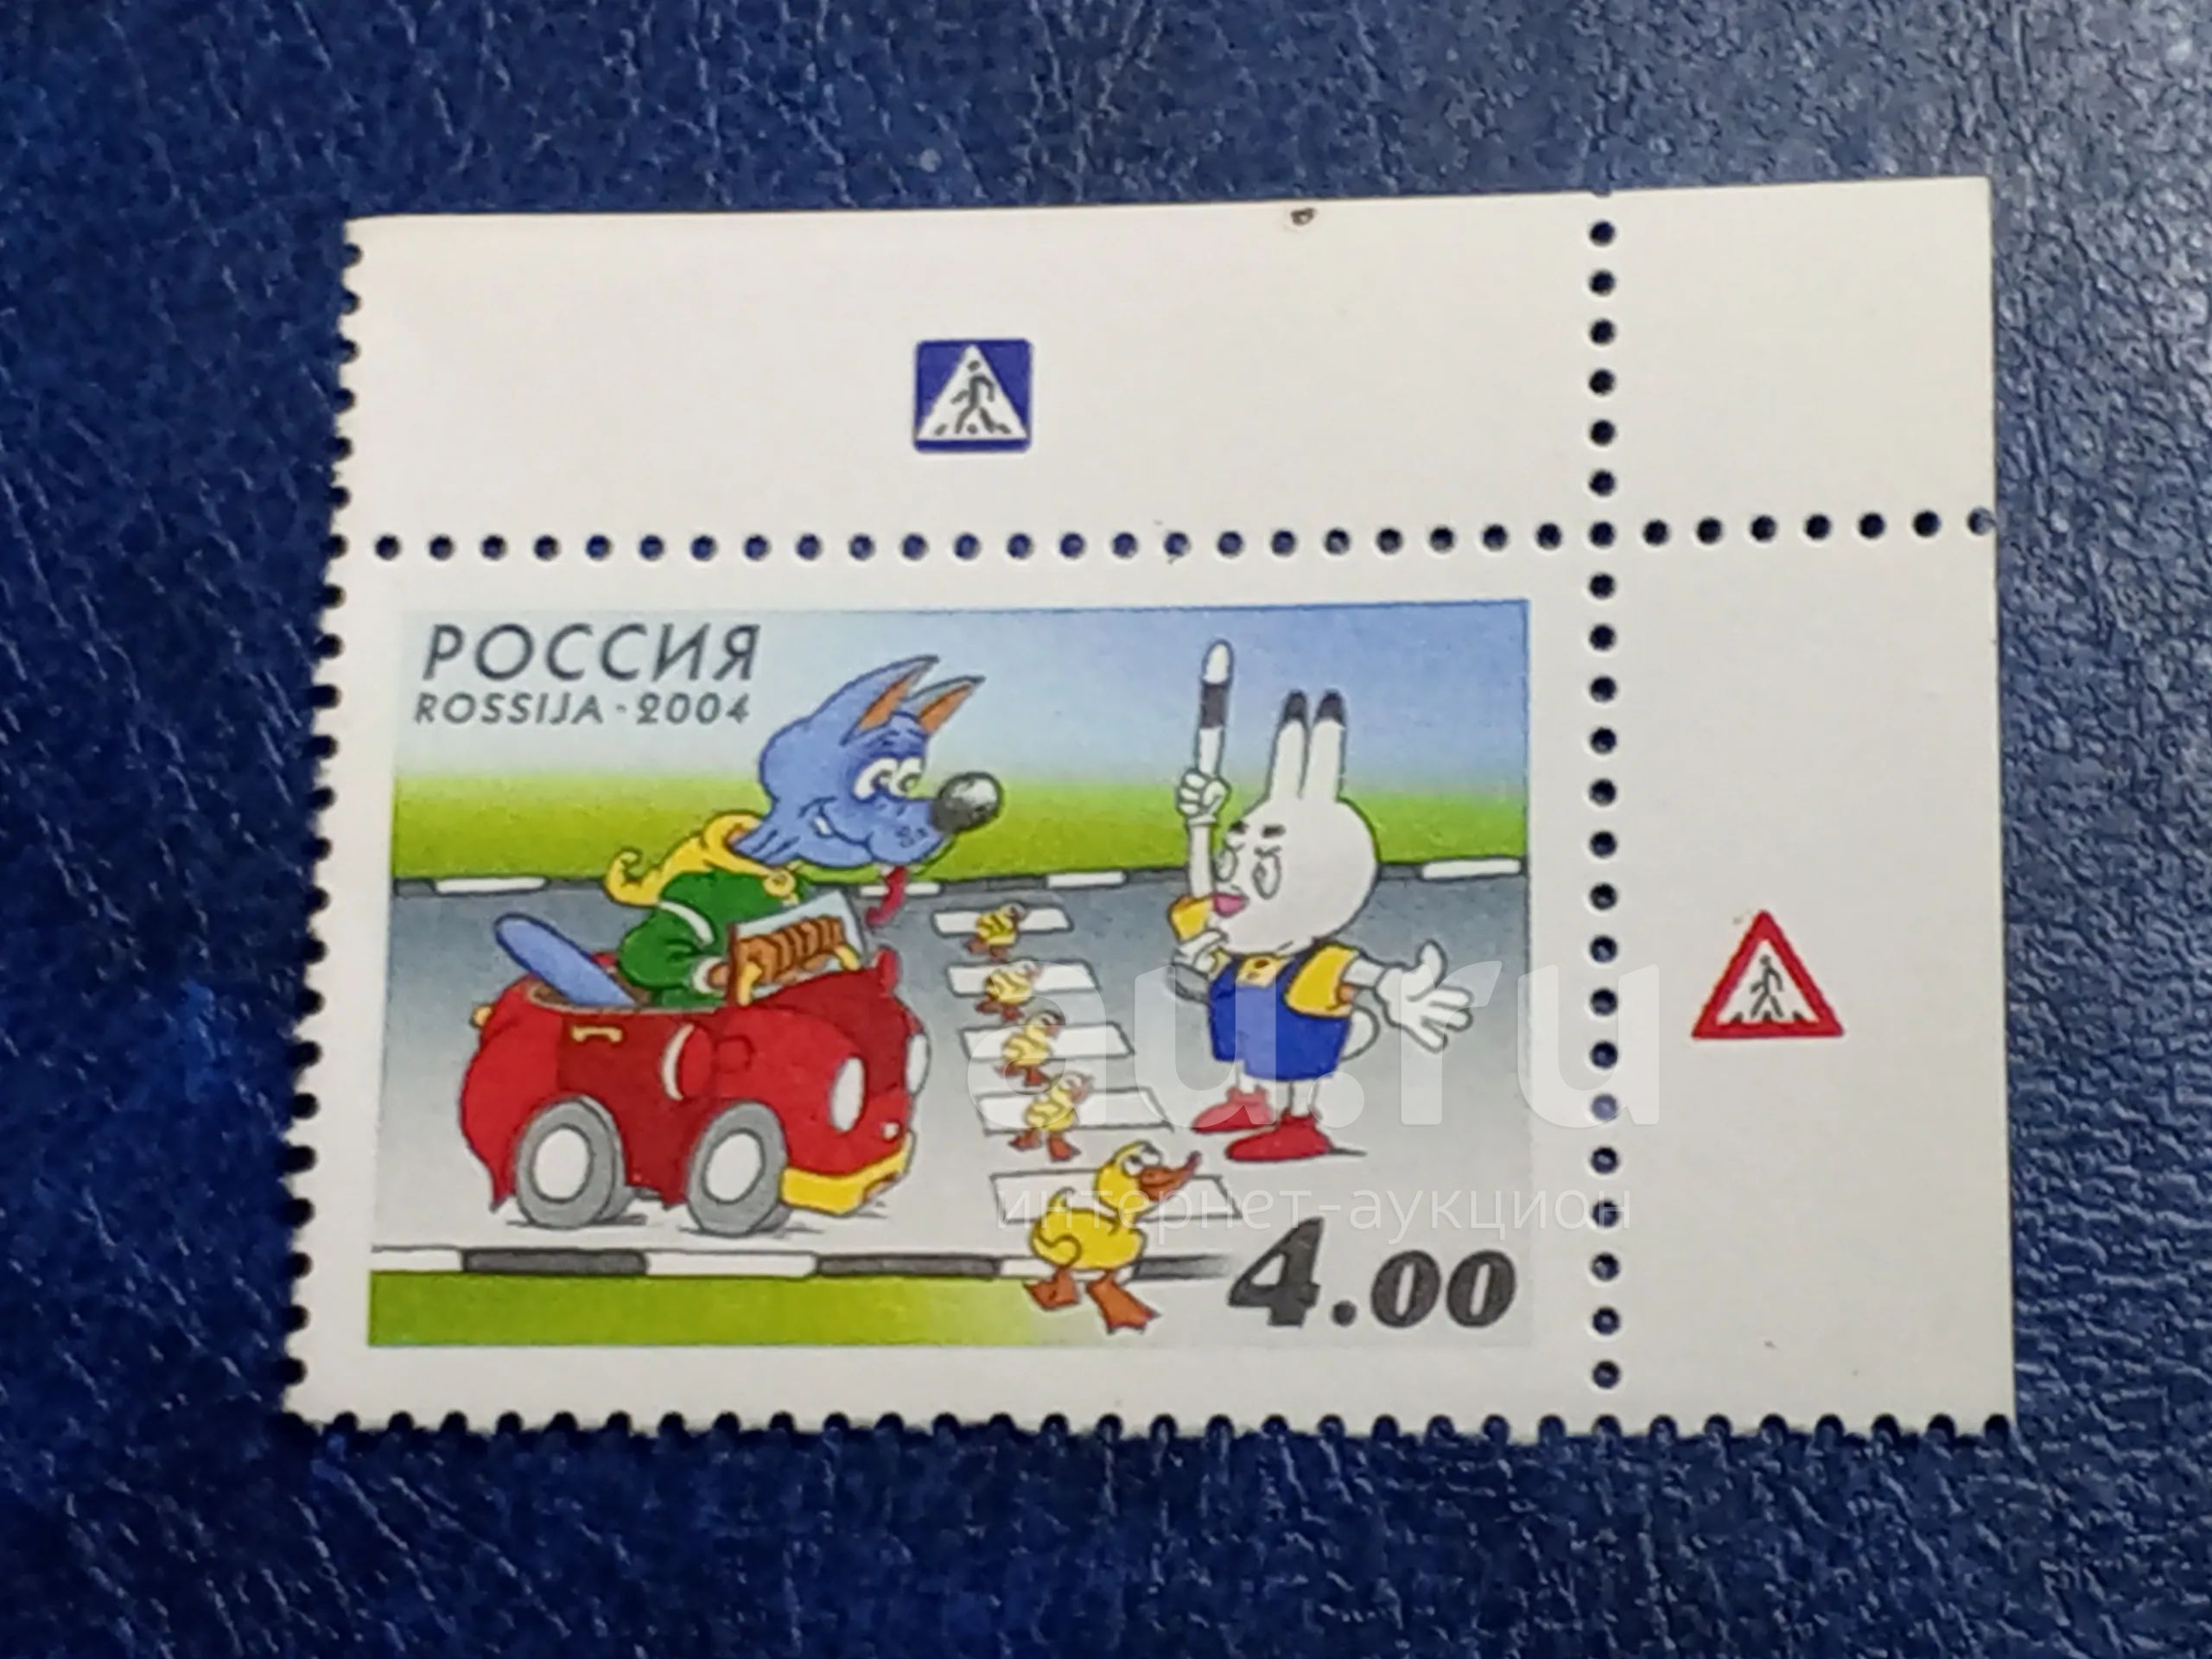 РОССИЯ
ROSSIJA · 2004
au.ru
интернет-аукцион
4.00